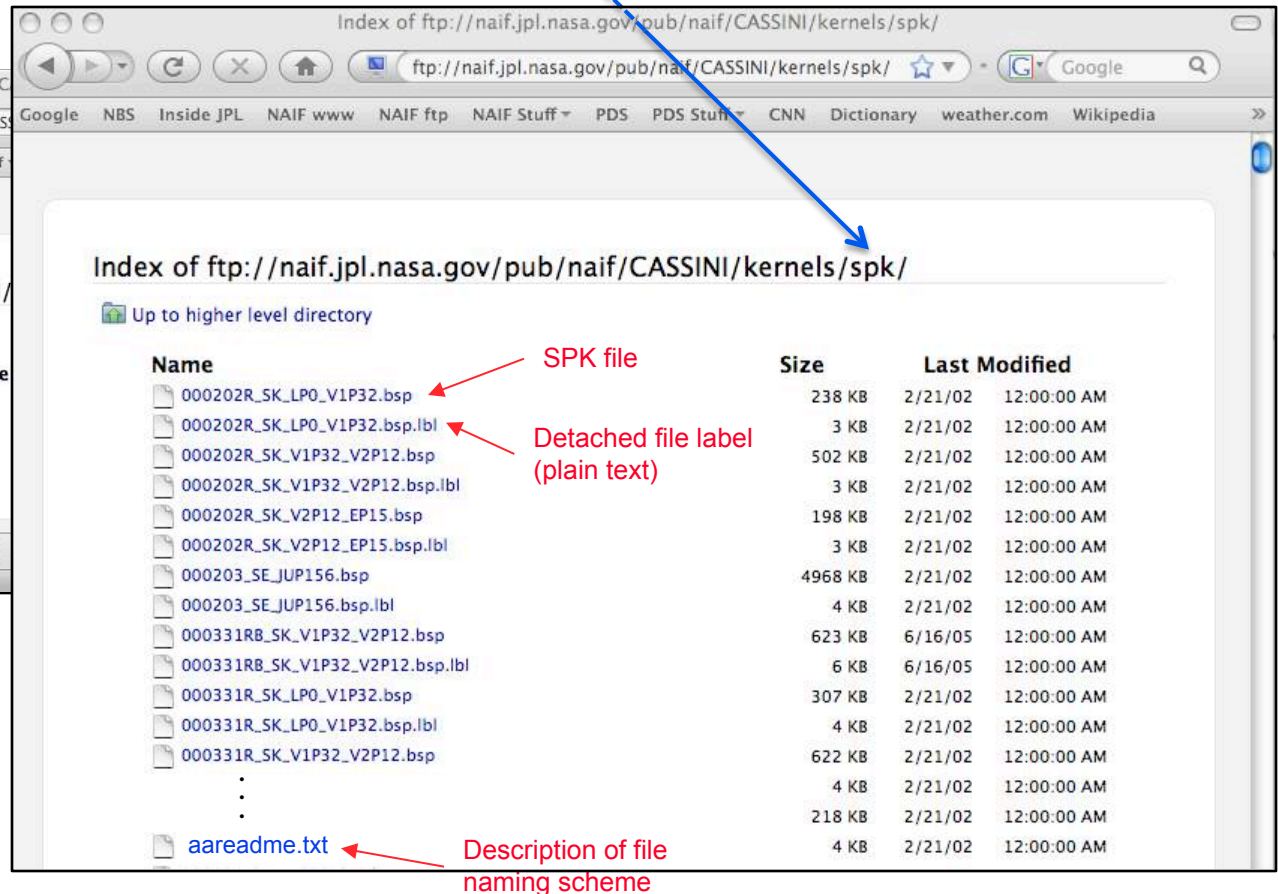 Index of ftp://naif.jpl.nasa.gov/pub/naif/CASSINI/kernels/spk/
ftp://naif.jpl.nasa.gov/pub/naif/CASSINI/kernels/spk/ G Google
Google NBS Inside JPL NAIF www NAIF ftp NAIF Stuff PDS PDS Stuff CNN Dictionary weather.com Wikipedia »
Index of ftp://naif.jpl.nasa.gov/pub/naif/CASSINI/kernels/spk/
Up to higher level directory
Name Size Last Modified
SPK file
000202R_SK_LP0_V1P32.bsp 238 KB 2/21/02 12:00:00 AM
000202R_SK_LP0_V1P32.bsp.lbl 3 KB 2/21/02 12:00:00 AM
Detached file label
(plain text)
000202R_SK_V1P32_V2P12.bsp 502 KB 2/21/02 12:00:00 AM
000202R_SK_V1P32_V2P12.bsp.lbl 3 KB 2/21/02 12:00:00 AM
000202R_SK_V2P12_EP15.bsp 198 KB 2/21/02 12:00:00 AM
000202R_SK_V2P12_EP15.bsp.lbl 3 KB 2/21/02 12:00:00 AM
000203_SE_JUP156.bsp 4968 KB 2/21/02 12:00:00 AM
000203_SE_JUP156.bsp.lbl 4 KB 2/21/02 12:00:00 AM
000331RB_SK_V1P32_V2P12.bsp 623 KB 6/16/05 12:00:00 AM
000331RB_SK_V1P32_V2P12.bsp.lbl 6 KB 6/16/05 12:00:00 AM
000331R_SK_LP0_V1P32.bsp 307 KB 2/21/02 12:00:00 AM
000331R_SK_LP0_V1P32.bsp.lbl 4 KB 2/21/02 12:00:00 AM
000331R_SK_V1P32_V2P12.bsp 622 KB 2/21/02 12:00:00 AM
4 KB 2/21/02 12:00:00 AM
218 KB 2/21/02 12:00:00 AM
aareadme.txt 4 KB 2/21/02 12:00:00 AM
Description of file
naming scheme